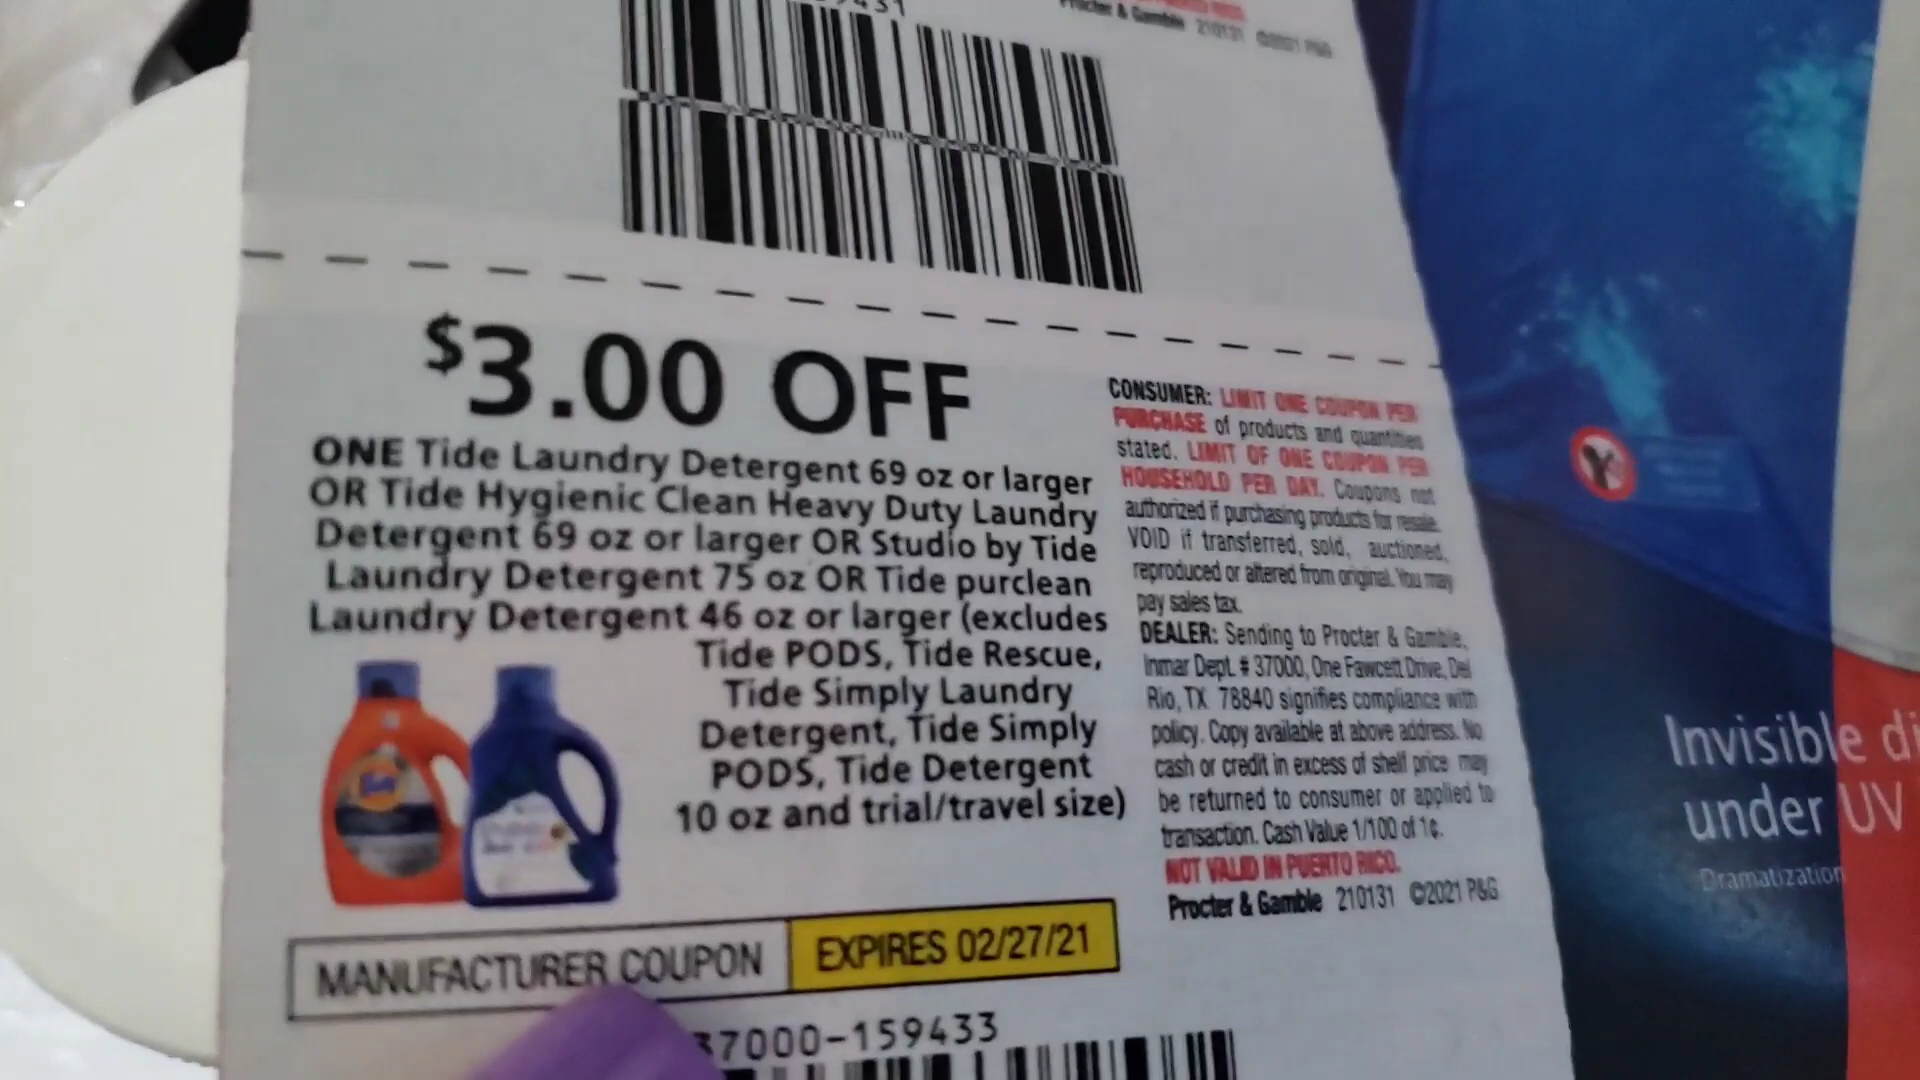 Procter & Gamble 210131 ©2021 P&G
$3.00 OFF
ONE Tide Laundry Detergent 69 oz or larger
OR Tide Hygienic Clean Heavy Duty Laundry
Detergent 69 oz or larger OR Studio by Tide
Laundry Detergent 75 oz OR Tide purclean
Laundry Detergent 46 oz or larger (excludes
Tide PODS, Tide Rescue,
Tide Simply Laundry
Detergent, Tide Simply
PODS, Tide Detergent
10 oz and trial/travel size)
MANUFACTURER COUPON
EXPIRES 02/27/21
37000-159433
CONSUMER: LIMIT ONE COUPON PER
PURCHASE of products and quantities
stated. LIMIT OF ONE COUPON PER
HOUSEHOLD PER DAY. Coupons not
authorized if purchasing products for resale.
VOID if transferred, sold, auctioned,
reproduced or altered from original. You may
pay sales tax.
DEALER: Sending to Procter & Gamble,
Inmar Dept. # 37000, One Fawcett Drive, Del
Rio, TX 78840 signifies compliance with
policy. Copy available at above address. No
cash or credit in excess of shelf price may
be returned to consumer or applied to
transaction. Cash Value 1/100 of 1¢.
NOT VALID IN PUERTO RICO.
Procter & Gamble 210131 ©2021 P&G
Invisible di
under UV
Dramatization